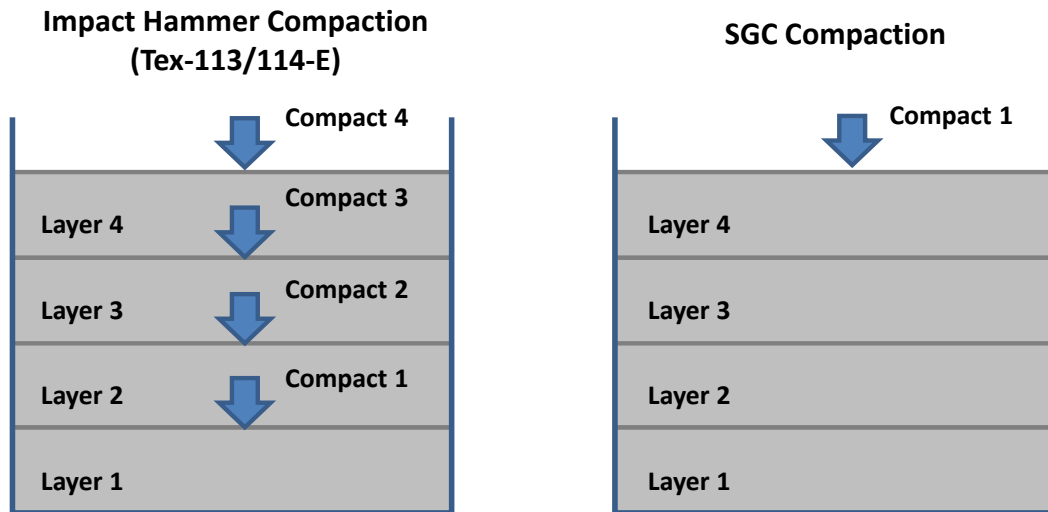 Impact Hammer Compaction
(Tex-113/114-E)
Compact 4
Compact 3
Layer 4
Compact 2
Layer 3
Compact 1
Layer 2
Layer 1
SGC Compaction
Compact 1
Layer 4
Layer 3
Layer 2
Layer 1